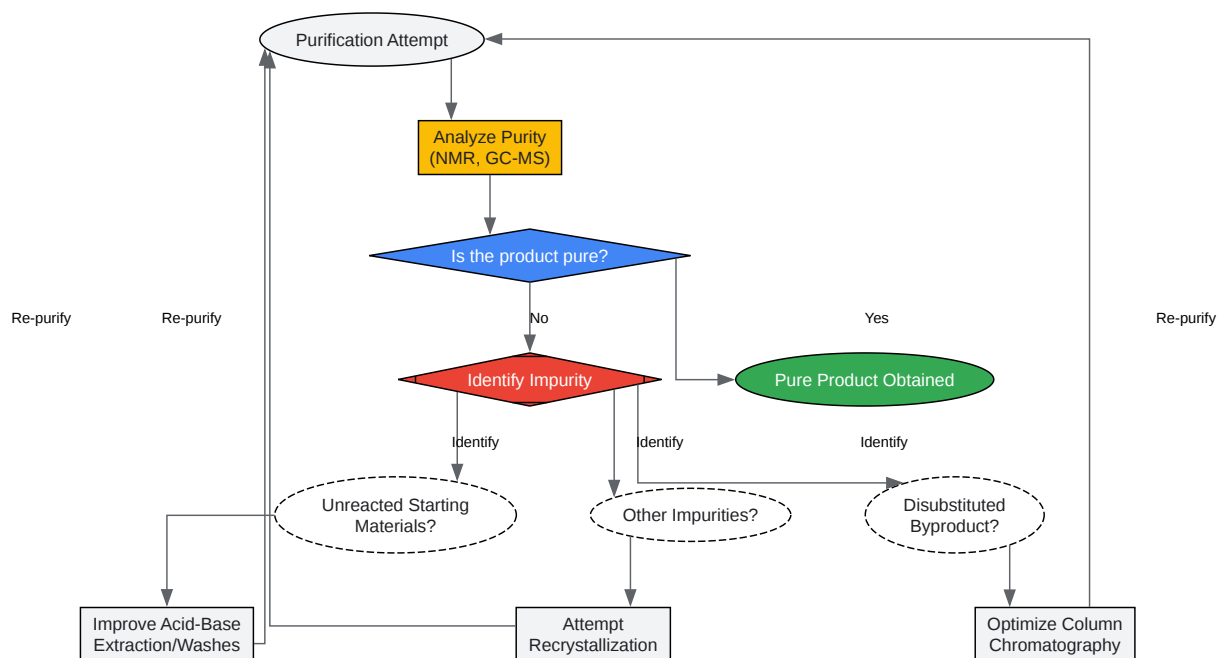 Purification Attempt
Analyze Purity
(NMR, GC-MS)
Is the product pure?
Re-purify
Re-purify
No
Yes
Re-purify
Identify Impurity
Pure Product Obtained
Identify
Identify
Identify
Unreacted Starting
Materials?
Other Impurities?
Disubstituted
Byproduct?
Improve Acid-Base
Extraction/Washes
Attempt
Recrystallization
Optimize Column
Chromatography